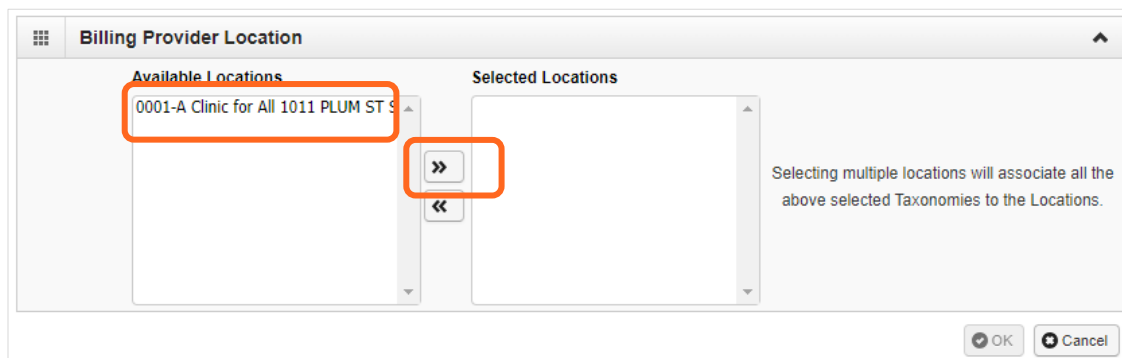 Billing Provider Location
Available Locations
Selected Locations
0001-A Clinic for All 1011 PLUM ST S
Selecting multiple locations will associate all the
above selected Taxonomies to the Locations.
OK
Cancel